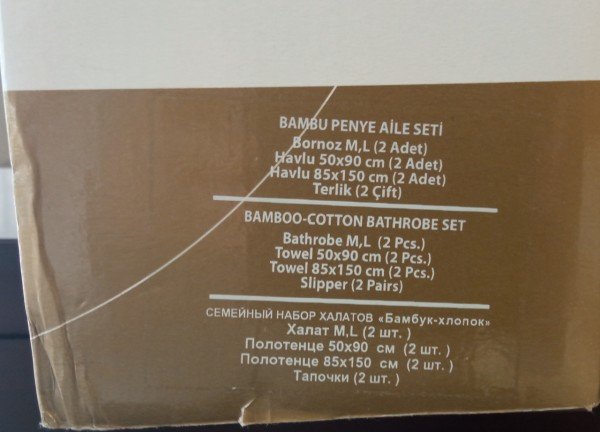 BAMBU PENYE AİLE SETİ
Bornoz M,L (2 Adet)
Havlu 50x90 cm (2 Adet)
Havlu 85x150 cm (2 Adet)
Terlik (2 Çift)
BAMBOO-COTTON BATHROBE SET
Bathrobe M,L (2 Pcs.)
Towel 50x90 cm (2 Pcs.)
Towel 85x150 cm (2 Pcs.)
Slipper (2 Pairs)
СЕМЕЙНЫЙ НАБОР ХАЛАТОВ «Бамбук-хлопок»
Халат M,L (2 шт. )
Полотенце 50x90 см (2 шт. )
Полотенце 85x150 см (2 шт. )
Тапочки (2 шт. )